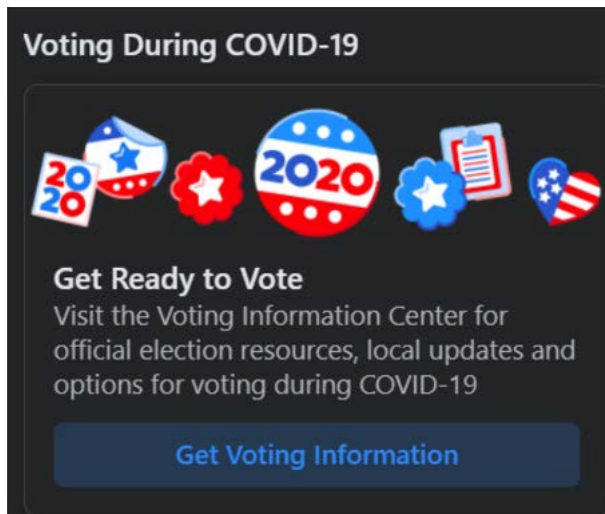 Voting During COVID-19
20
20
2020
Get Ready to Vote
Visit the Voting Information Center for
official election resources, local updates and
options for voting during COVID-19
Get Voting Information